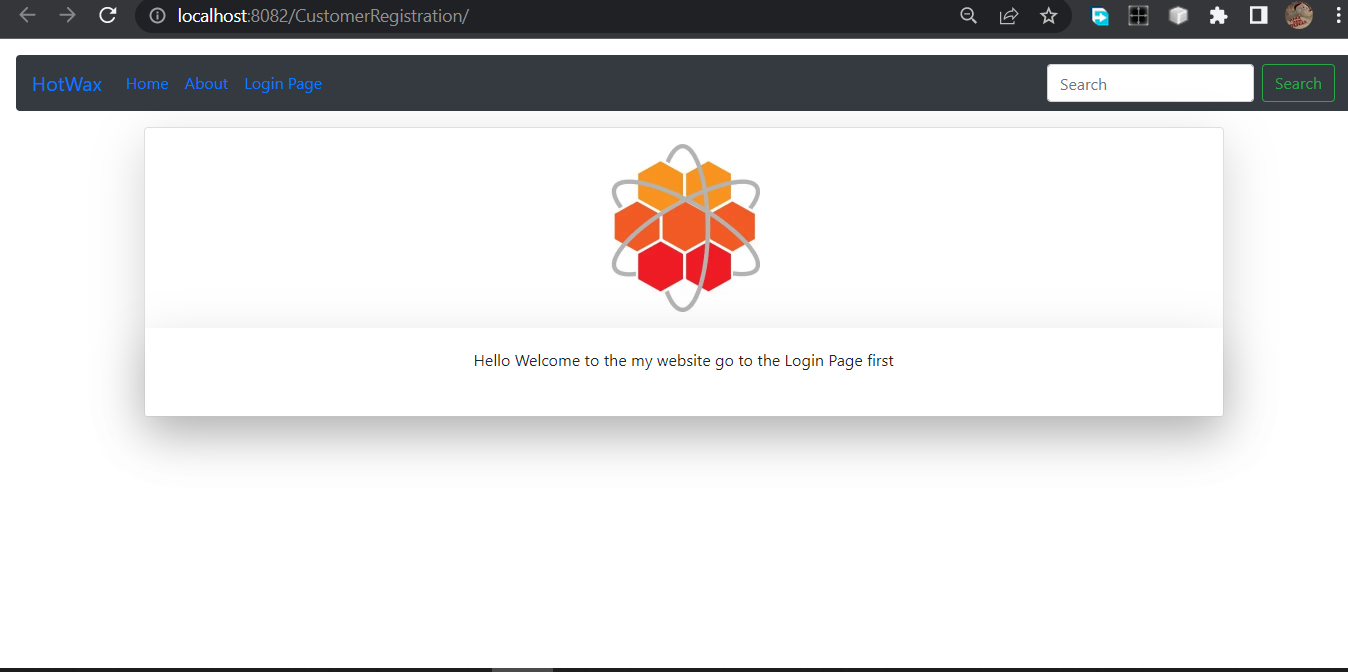 localhost:8082/CustomerRegistration/
HotWax Home About Login Page Search Search
Hello Welcome to the my website go to the Login Page first